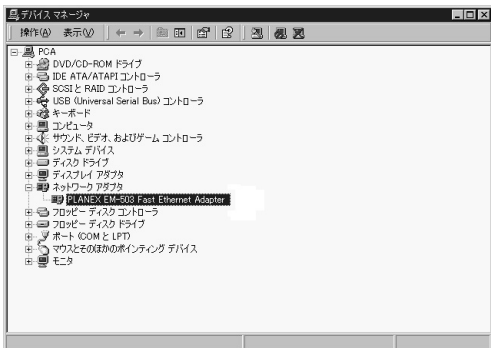 デバイス マネージャ
操作(A) 表示(V)
PCA
DVD/CD-ROM ドライブ
IDE ATA/ATAPI コントローラ
SCSI と RAID コントローラ
USB (Universal Serial Bus) コントローラ
キーボード
コンピュータ
サウンド、ビデオ、およびゲーム コントローラ
システム デバイス
ディスク ドライブ
ディスプレイ アダプタ
ネットワーク アダプタ
PLANEX EM-503 Fast Ethernet Adapter
フロッピー ディスク コントローラ
フロッピー ディスク ドライブ
ポート (COM と LPT)
マウスとそのほかのポインティング デバイス
モニタ